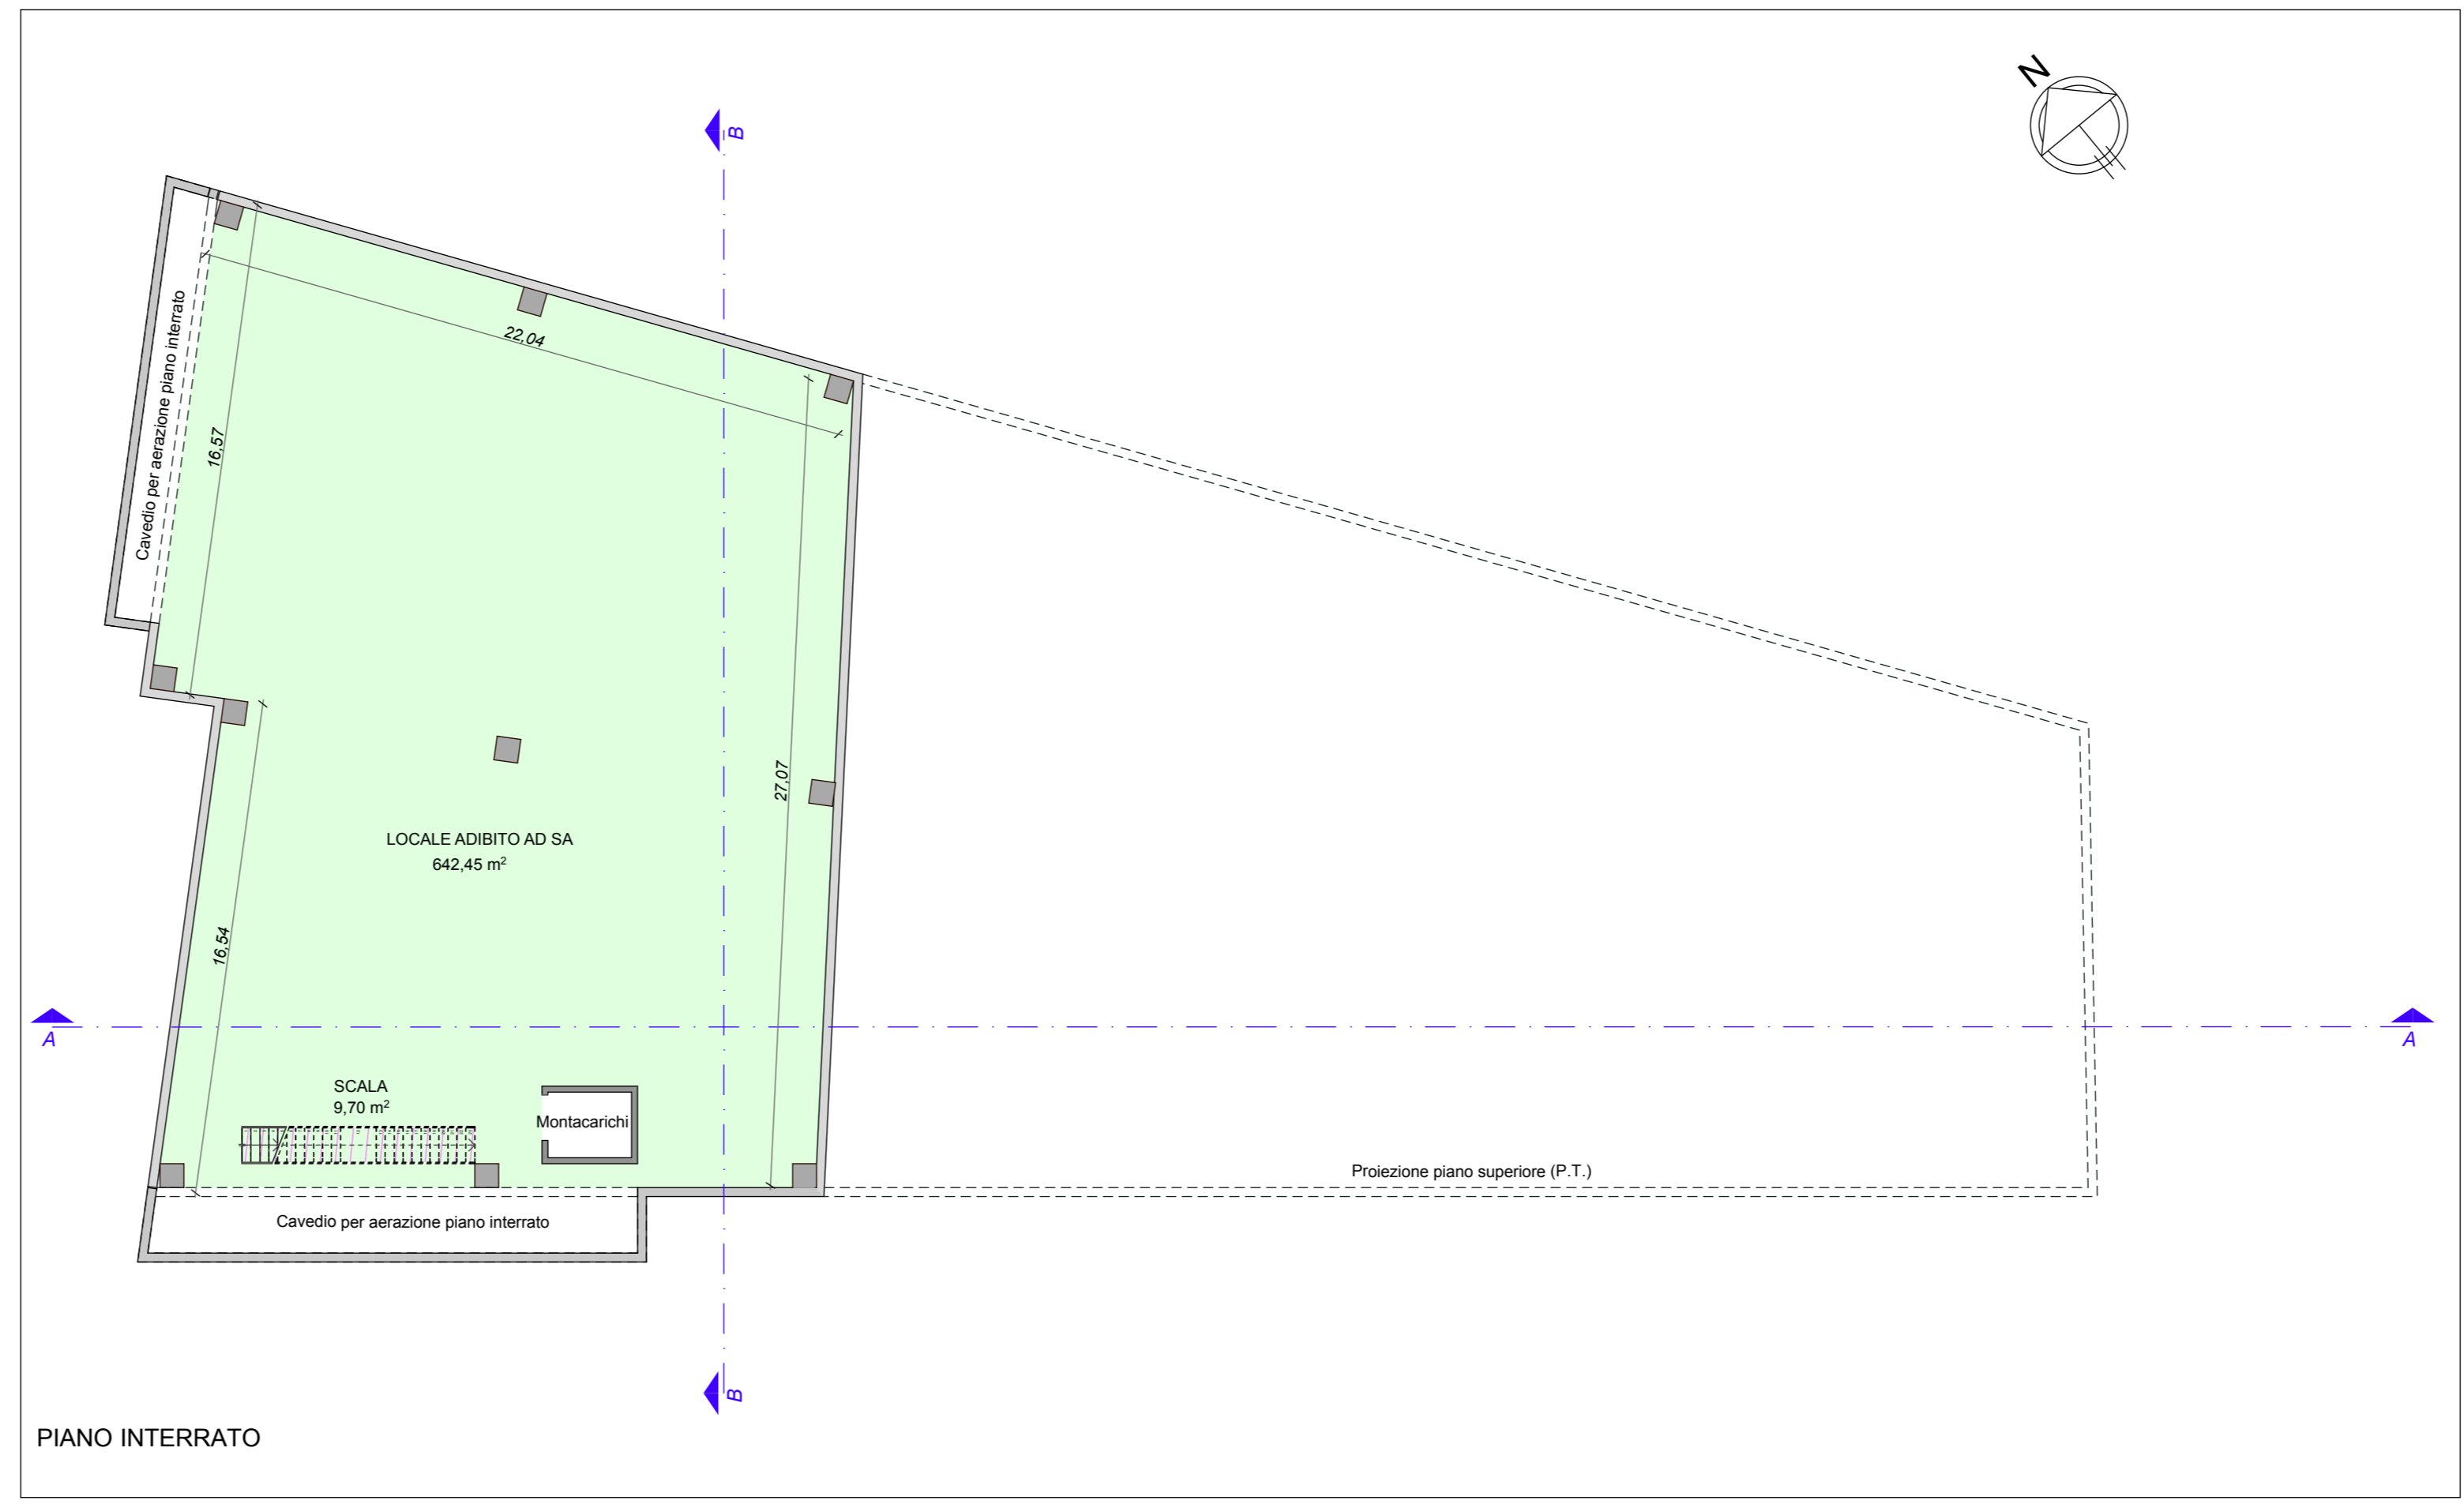 N
B
Cavedio per aerazione piano interrato
22,04
16,57
27,07
LOCALE ADIBITO AD SA
642,45 m²
16,54
A
A
SCALA
9,70 m²
Montacarichi
Proiezione piano superiore (P.T.)
Cavedio per aerazione piano interrato
B
PIANO INTERRATO